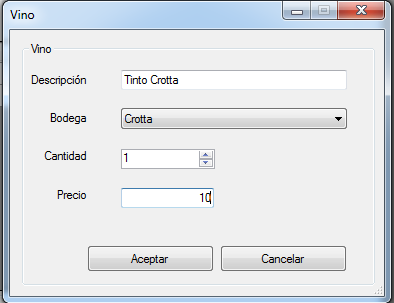 Vino
Vino
Descripción Tinto Crotta
Bodega Crotta
Cantidad 1
Precio 10
Aceptar Cancelar